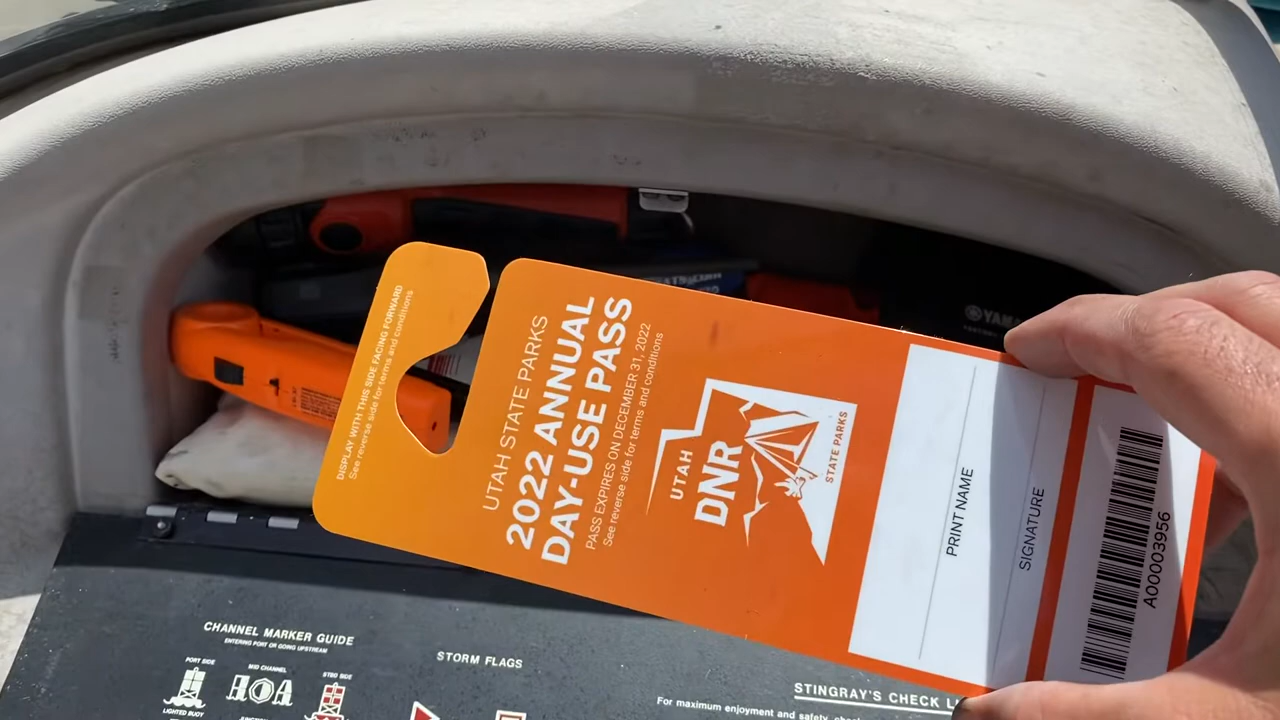 DISPLAY WITH THIS SIDE FACING FORWARD
See reverse side for terms and conditions
UTAH STATE PARKS
2022 ANNUAL
DAY-USE PASS
PASS EXPIRES ON DECEMBER 31, 2022
See reverse side for terms and conditions
UTAH
DNR
STATE PARKS
PRINT NAME
SIGNATURE
A00003956
CHANNEL MARKER GUIDE
ENTERING PORT OR GOING UPSTREAM
PORT SIDE
MID CHANNEL
STBD SIDE
LIGHTED BUOY
STORM FLAGS
STINGRAY'S CHECK
For maximum enjoyment and safety,